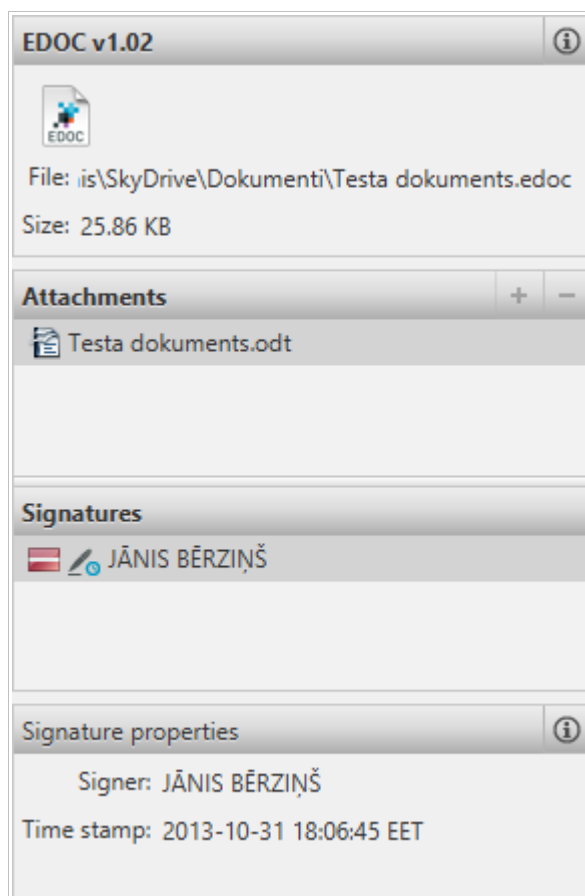 EDOC v1.02
EDOC
File: is\SkyDrive\Dokumenti\Testa dokuments.edoc
Size: 25.86 KB
Attachments
Testa dokuments.odt
Signatures
JĀNIS BĒRZIŅŠ
Signature properties
Signer: JĀNIS BĒRZIŅŠ
Time stamp: 2013-10-31 18:06:45 EET